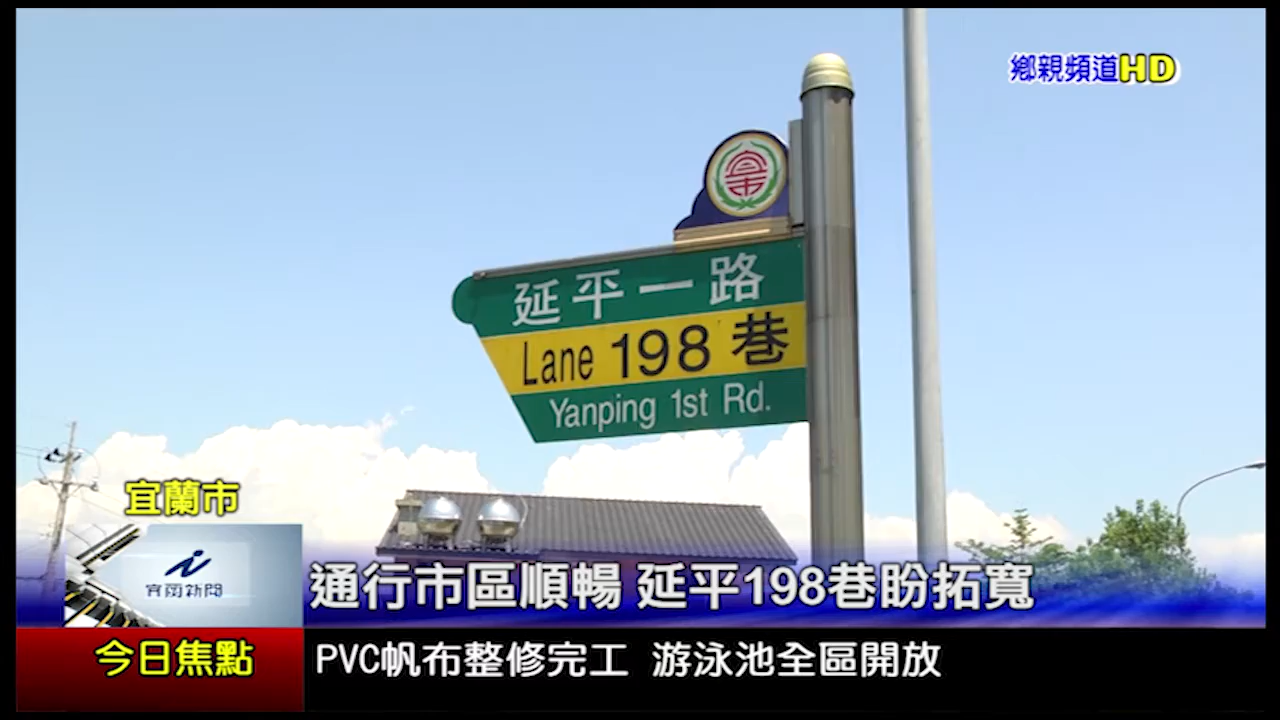 鄉親頻道HD
延平一路
Lane 198 巷
Yanping 1st Rd.
宜蘭市
宜蘭新聞
通行市區順暢 延平198巷盼拓寬
今日焦點
PVC帆布整修完工 游泳池全區開放